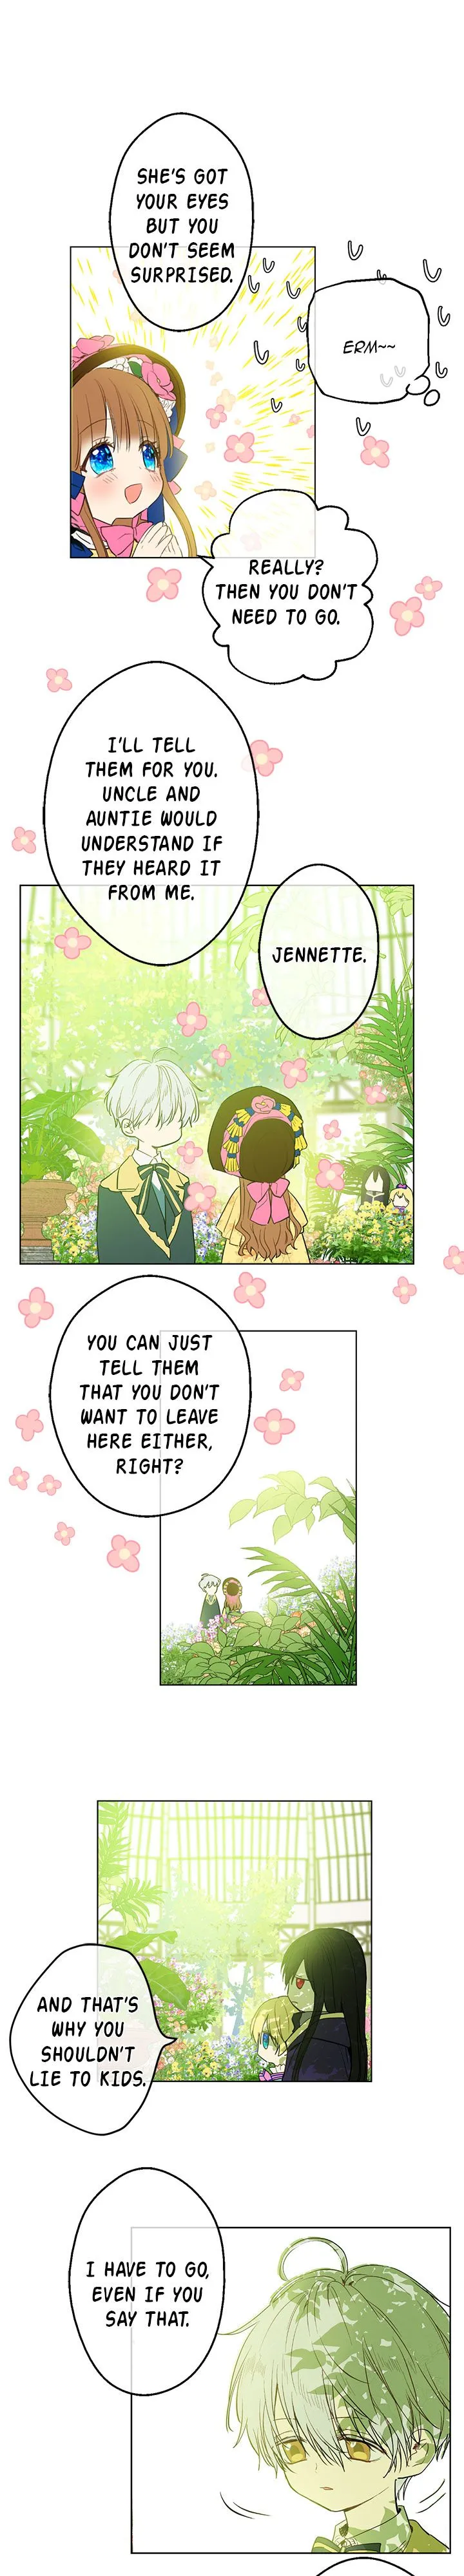 SHE'S GOT
YOUR EYES
BUT YOU
DON'T SEEM
SURPRISED.
ERM~~
REALLY?
THEN YOU DON'T
NEED TO GO.
I'LL TELL
THEM FOR YOU.
UNCLE AND
AUNTIE WOULD
UNDERSTAND IF
THEY HEARD IT
FROM ME.
JENNETTE.
YOU CAN JUST
TELL THEM
THAT YOU DON'T
WANT TO LEAVE
HERE EITHER,
RIGHT?
AND THAT'S
WHY YOU
SHOULDN'T
LIE TO KIDS.
I HAVE TO GO,
EVEN IF YOU
SAY THAT.